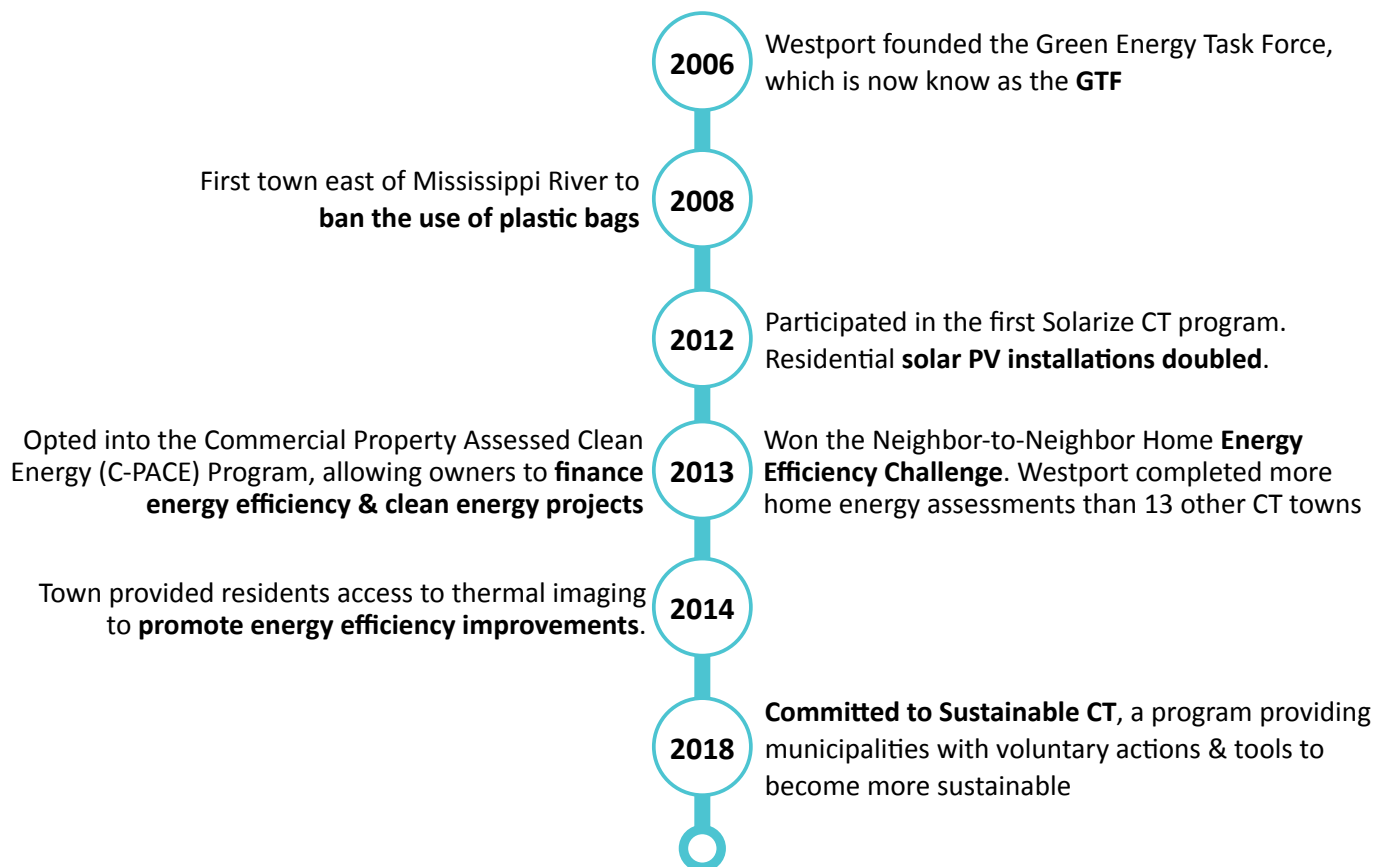 2006
Westport founded the Green Energy Task Force,
which is now know as the GTF
First town east of Mississippi River to
ban the use of plastic bags
2008
2012
Participated in the first Solarize CT program.
Residential solar PV installations doubled.
Opted into the Commercial Property Assessed Clean
Energy (C-PACE) Program, allowing owners to finance
energy efficiency & clean energy projects
2013
Won the Neighbor-to-Neighbor Home Energy
Efficiency Challenge. Westport completed more
home energy assessments than 13 other CT towns
Town provided residents access to thermal imaging
to promote energy efficiency improvements.
2014
2018
Committed to Sustainable CT, a program providing
municipalities with voluntary actions & tools to
become more sustainable